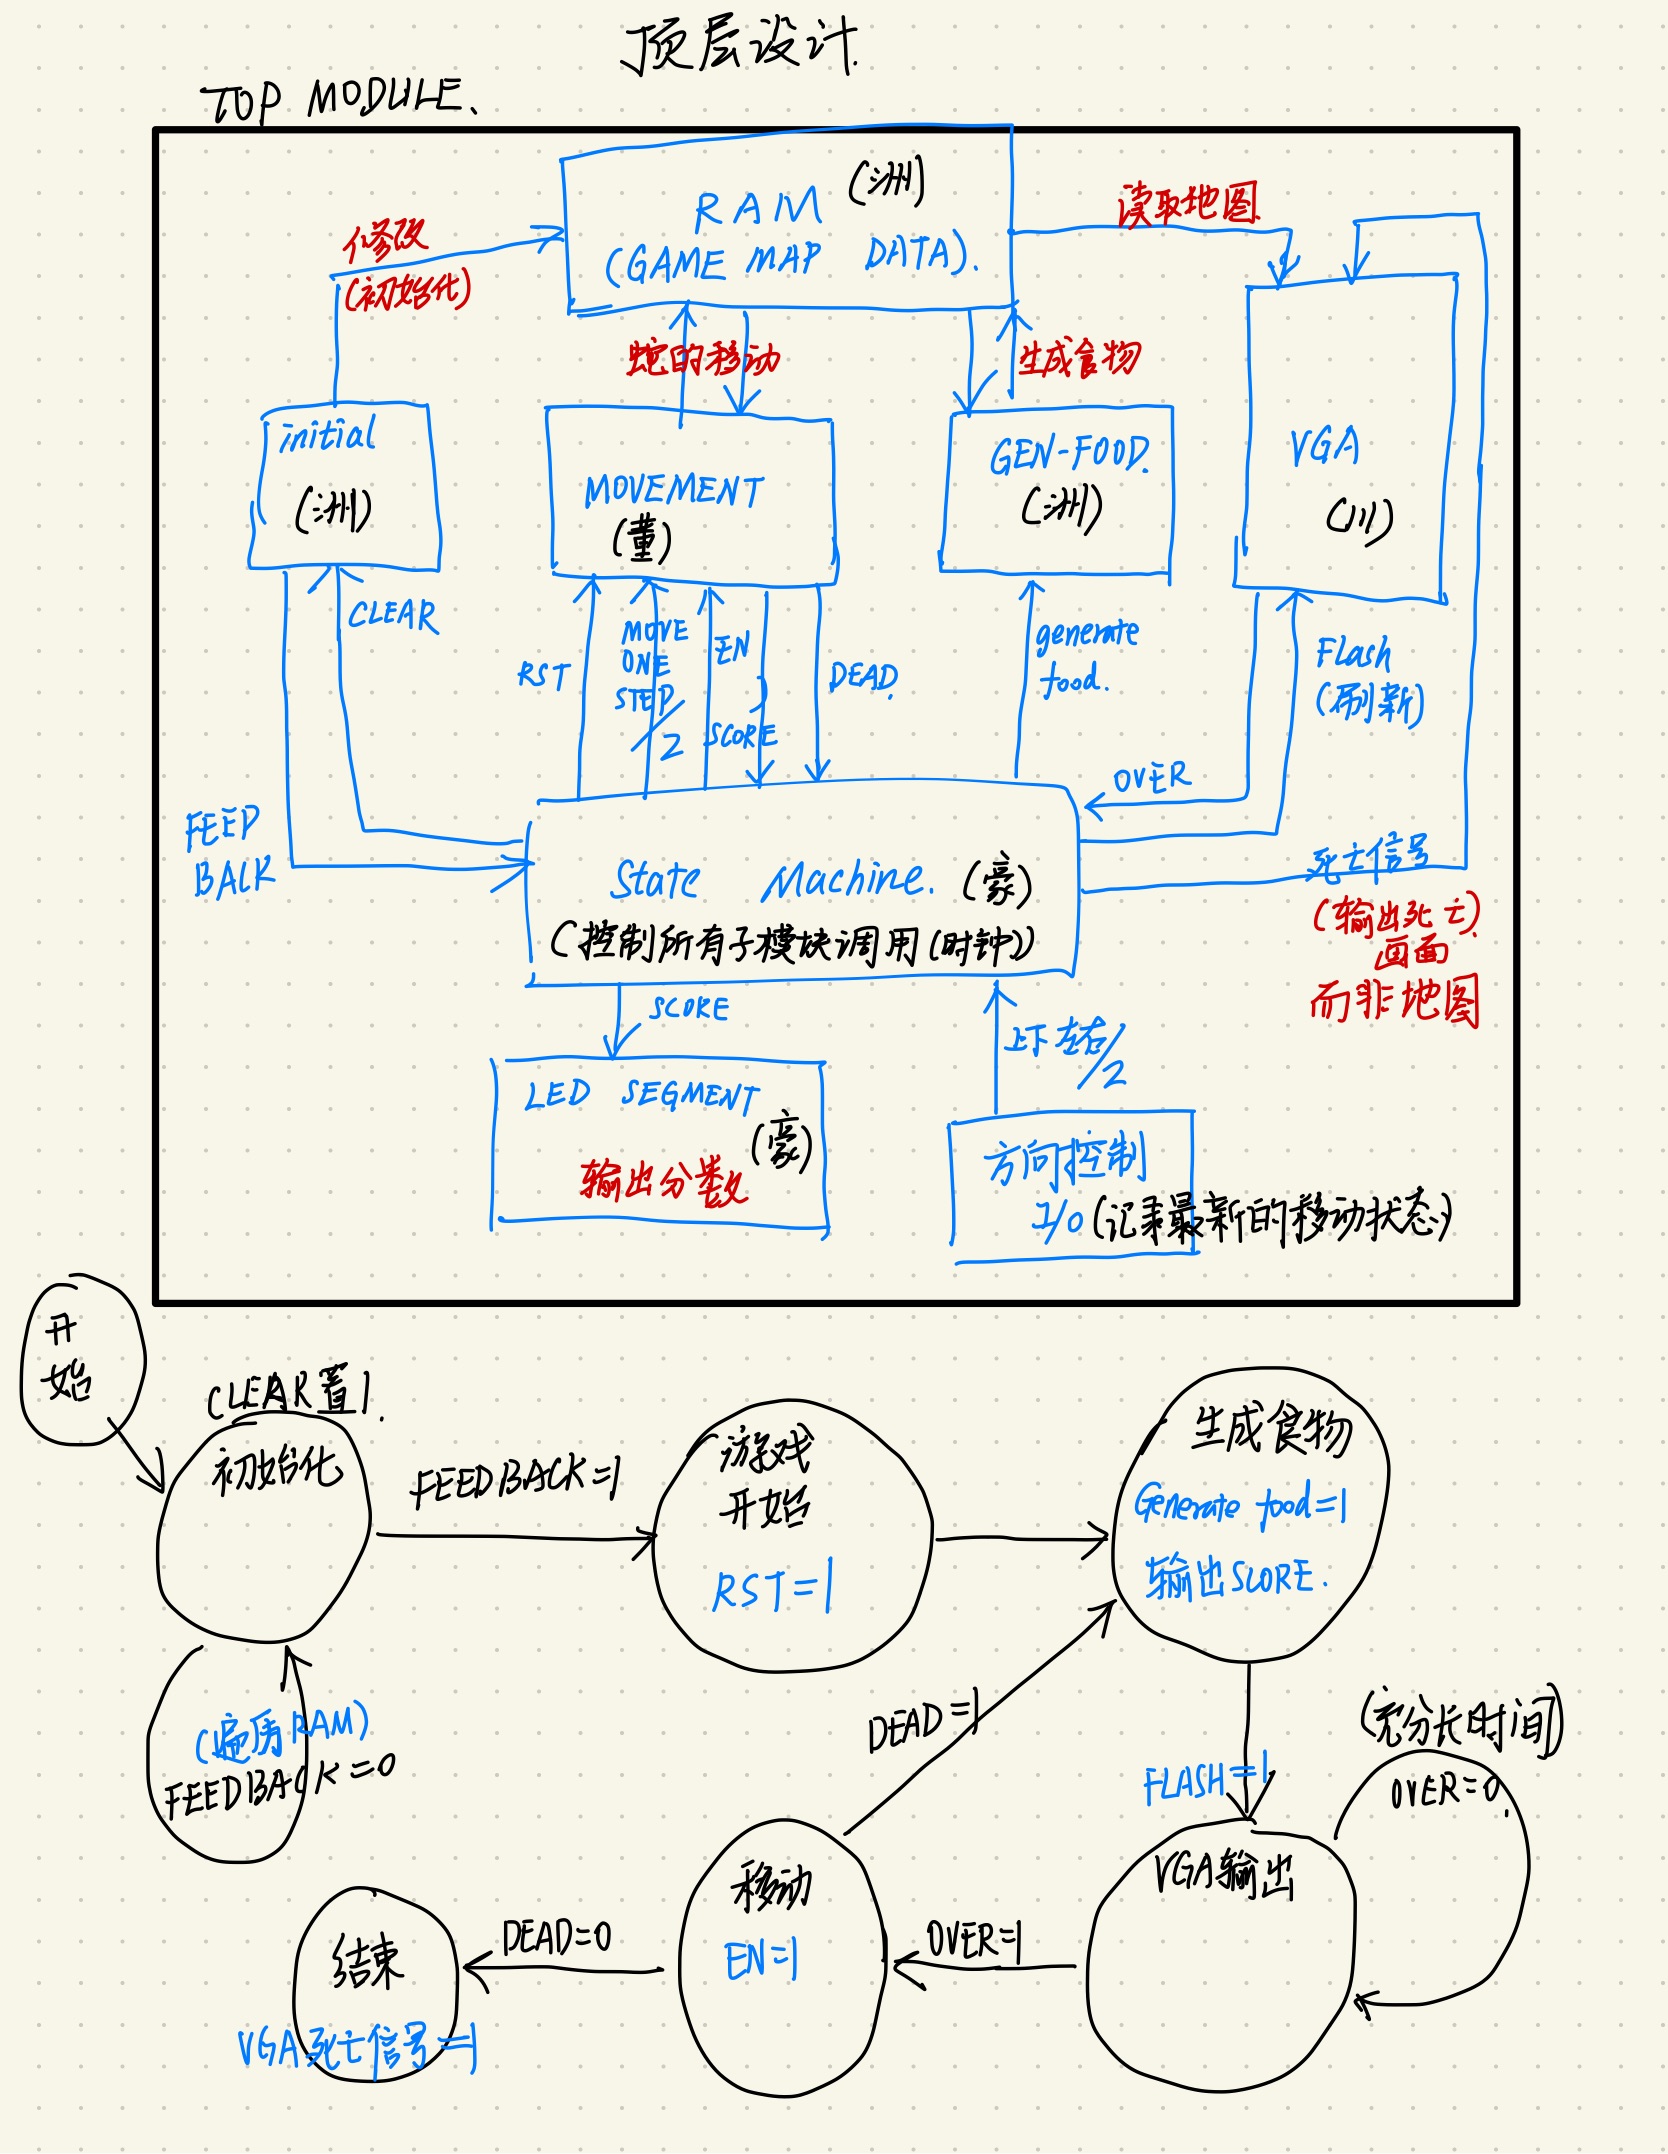 顶层设计.
TOP MODULE.
RAM (洲)
(GAME MAP DATA).
修改
(初始化)
读取地图
蛇的移动
生成食物
initial
(洲)
MOVEMENT
(董)
GEN-FOOD.
(洲)
VGA
(川)
CLEAR
RST
MOVE
ONE
STEP
/2
EN
SCORE
DEAD.
generate
food.
Flash
(刷新)
OVER
FEED
BACK
State Machine. (豪)
(控制所有子模块调用(时钟))
死亡信号
(输出死亡)
画面
而非地图
SCORE
上下左右/2
LED SEGMENT
(豪)
输出分数
方向控制
I/O (记录最新的移动状态)
开
始
CLEAR置1.
初始化
FEEDBACK=1
游戏
开始
RST=1
生成食物
Generate food=1
输出SCORE.
(遍历RAM)
FEEDBACK=0
DEAD=1
FLASH=1
(充分长时间)
OVER=0.
VGA输出
OVER=1
移动
EN=1
DEAD=0
结束
VGA死亡信号=1